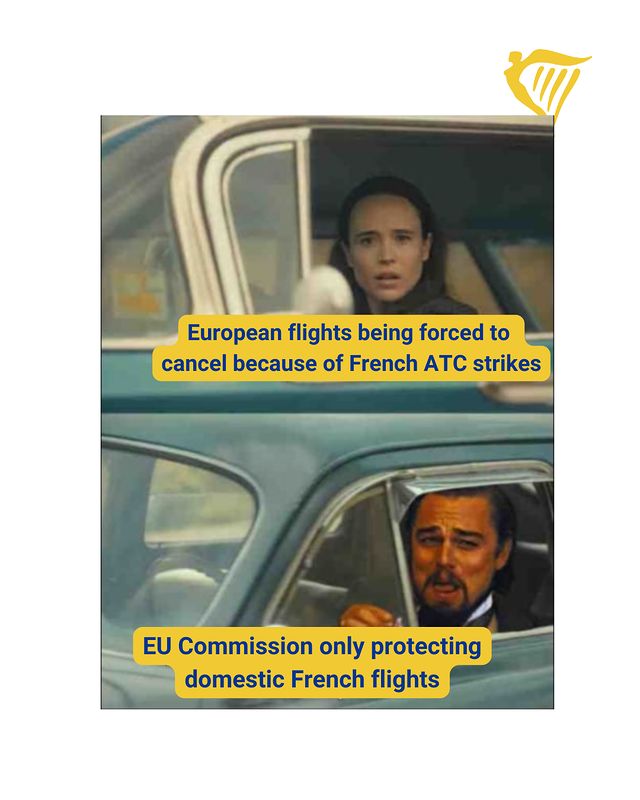 European flights being forced to
cancel because of French ATC strikes
EU Commission only protecting
domestic French flights